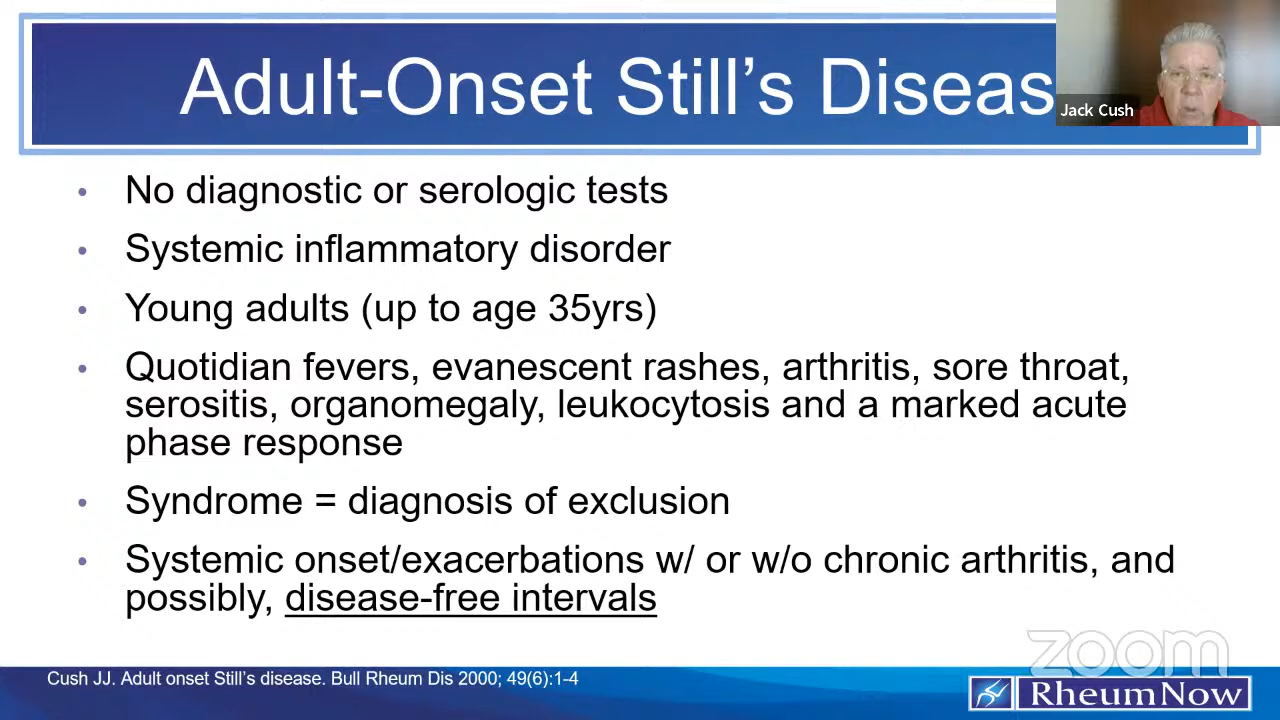 Adult-Onset Still's Diseas
Jack Cush
• No diagnostic or serologic tests
• Systemic inflammatory disorder
• Young adults (up to age 35yrs)
• Quotidian fevers, evanescent rashes, arthritis, sore throat,
serositis, organomegaly, leukocytosis and a marked acute
phase response
• Syndrome = diagnosis of exclusion
• Systemic onset/exacerbations w/ or w/o chronic arthritis, and
possibly, disease-free intervals
zoom
Cush JJ. Adult onset Still's disease. Bull Rheum Dis 2000; 49(6):1-4
RheumNow